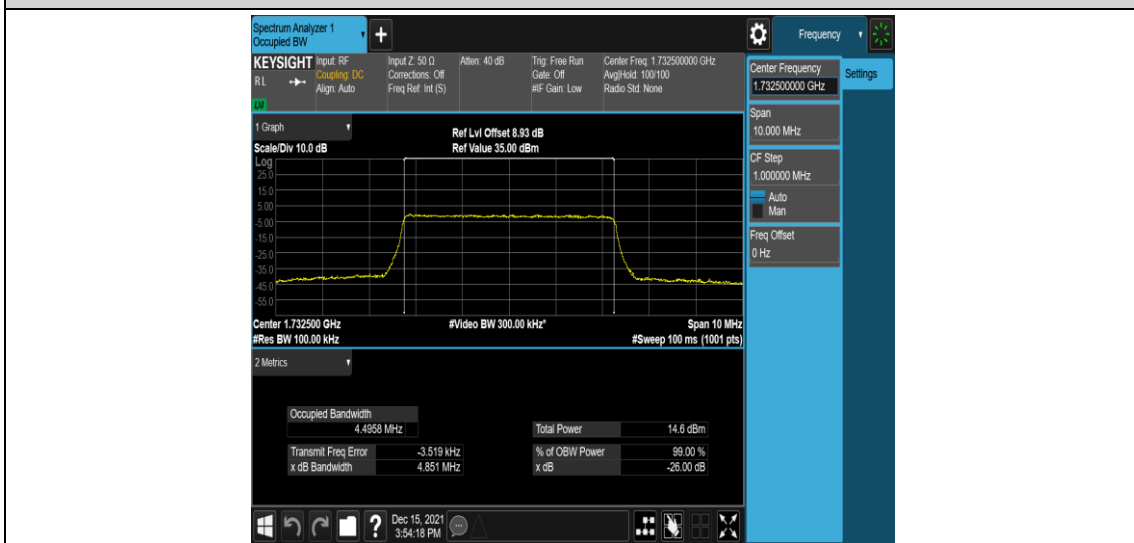 Spectrum Analyzer 1
Occupied BW
+
Frequency
KEYSIGHT Input: RF Input Z: 50 Ω Atten: 40 dB Trig: Free Run Center Freq: 1.732500000 GHz
RL Coupling: DC Corrections: Off Gate: Off Avg|Hold: 100/100
Align: Auto Freq Ref: Int (S) #IF Gain: Low Radio Std: None
Center Frequency
1.732500000 GHz
Settings
Span
10.000 MHz
CF Step
1.000000 MHz
Auto
Man
Freq Offset
0 Hz
1 Graph
Ref Lvl Offset 8.93 dB
Scale/Div 10.0 dB Ref Value 35.00 dBm
Log
25.0
15.0
5.00
-5.00
-15.0
-25.0
-35.0
-45.0
-55.0
Center 1.732500 GHz #Video BW 300.00 kHz* Span 10 MHz
#Res BW 100.00 kHz #Sweep 100 ms (1001 pts)
2 Metrics
Occupied Bandwidth
4.4958 MHz Total Power 14.6 dBm
Transmit Freq Error -3.519 kHz % of OBW Power 99.00 %
x dB Bandwidth 4.851 MHz x dB -26.00 dB
? Dec 15, 2021
3:54:18 PM